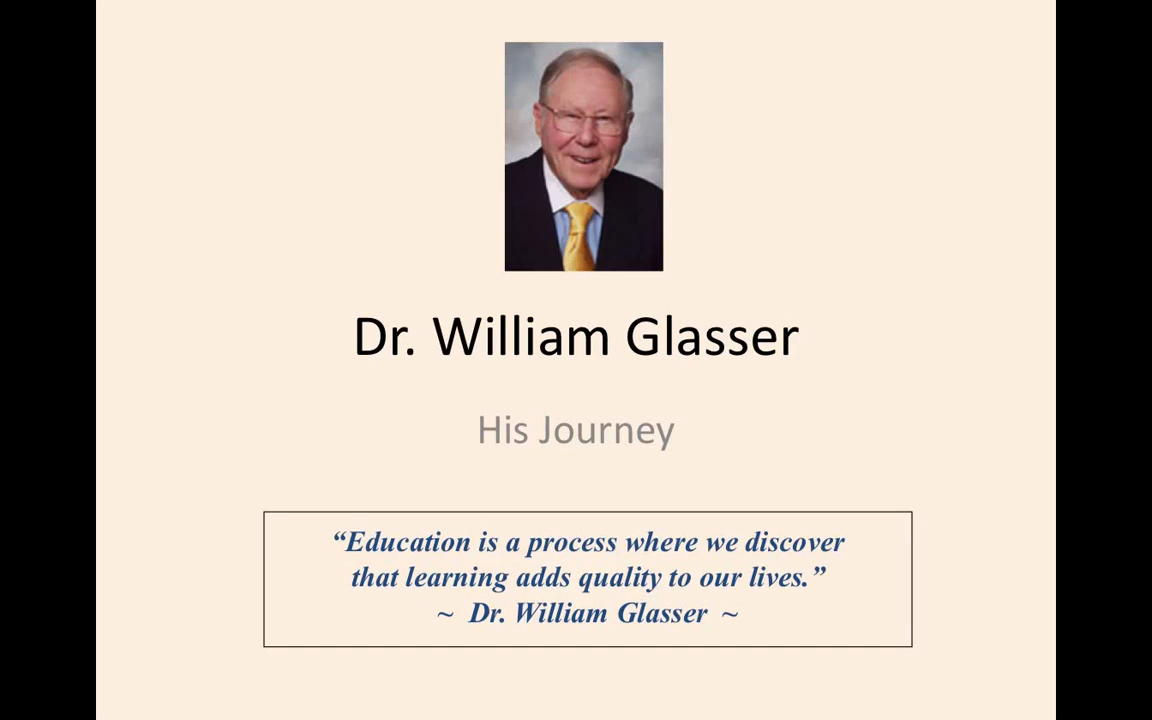 Dr. William Glasser
His Journey
“Education is a process where we discover
that learning adds quality to our lives.”
~ Dr. William Glasser ~